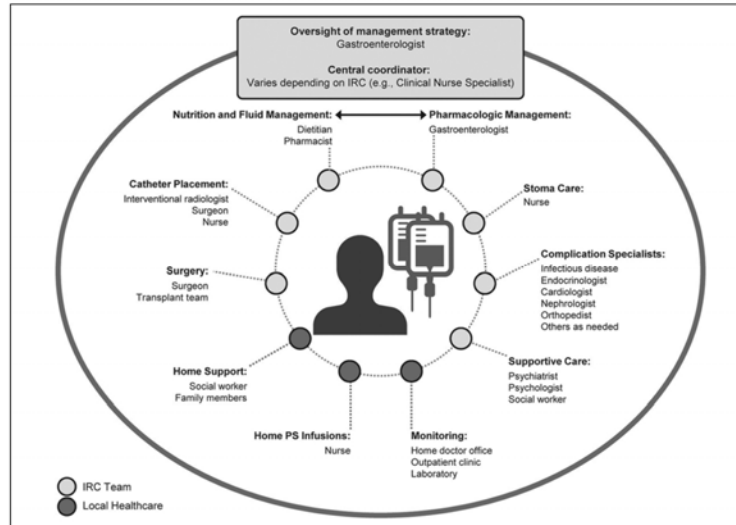 Oversight of management strategy:
Gastroenterologist
Central coordinator:
Varies depending on IRC (e.g., Clinical Nurse Specialist)
Nutrition and Fluid Management:
Dietitian
Pharmacist
Pharmacologic Management:
Gastroenterologist
Catheter Placement:
Interventional radiologist
Surgeon
Nurse
Stoma Care:
Nurse
Surgery:
Surgeon
Transplant team
Complication Specialists:
Infectious disease
Endocrinologist
Cardiologist
Nephrologist
Orthopedist
Others as needed
Home Support:
Social worker
Family members
Supportive Care:
Psychiatrist
Psychologist
Social worker
Home PS Infusions:
Nurse
Monitoring:
Home doctor office
Outpatient clinic
Laboratory
IRC Team
Local Healthcare